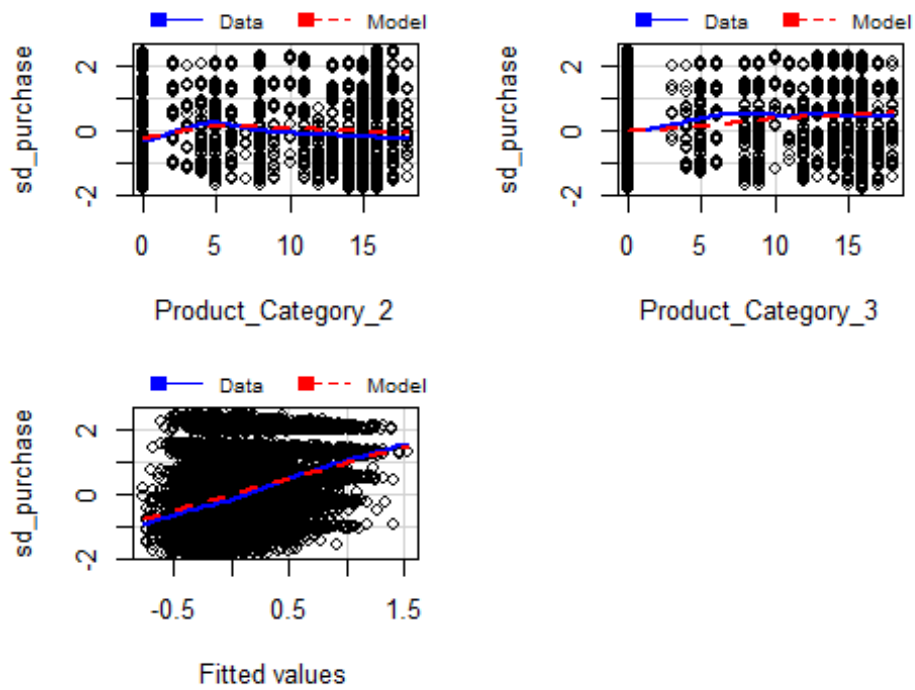 Data Model
sd_purchase
2
0
-2
0 5 10 15
Product_Category_2
Data Model
sd_purchase
2
0
-2
0 5 10 15
Product_Category_3
Data Model
sd_purchase
2
0
-2
-0.5 0.5 1.5
Fitted values